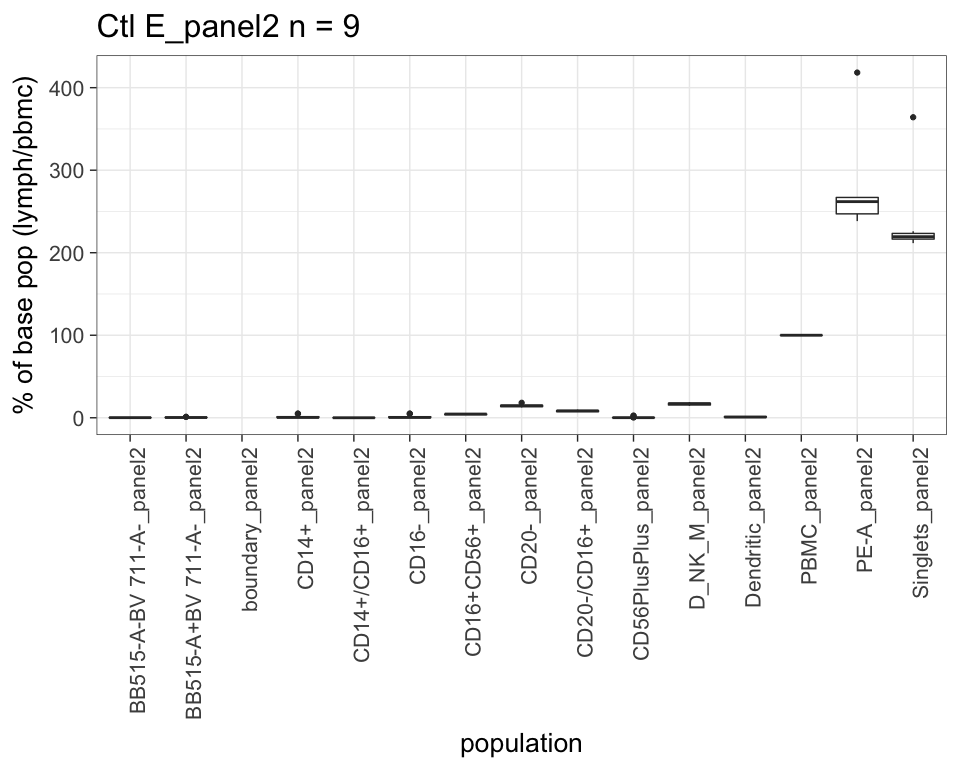 Ctl E_panel2 n = 9
% of base pop (lymph/pbmc)
400
300
200
100
0
BB515-A-BV 711-A-_panel2
BB515-A+BV 711-A-_panel2
boundary_panel2
CD14+_panel2
CD14+/CD16+_panel2
CD16-_panel2
CD16+CD56+_panel2
CD20-_panel2
CD20-/CD16+_panel2
CD56PlusPlus_panel2
D_NK_M_panel2
Dendritic_panel2
PBMC_panel2
PE-A_panel2
Singlets_panel2
population